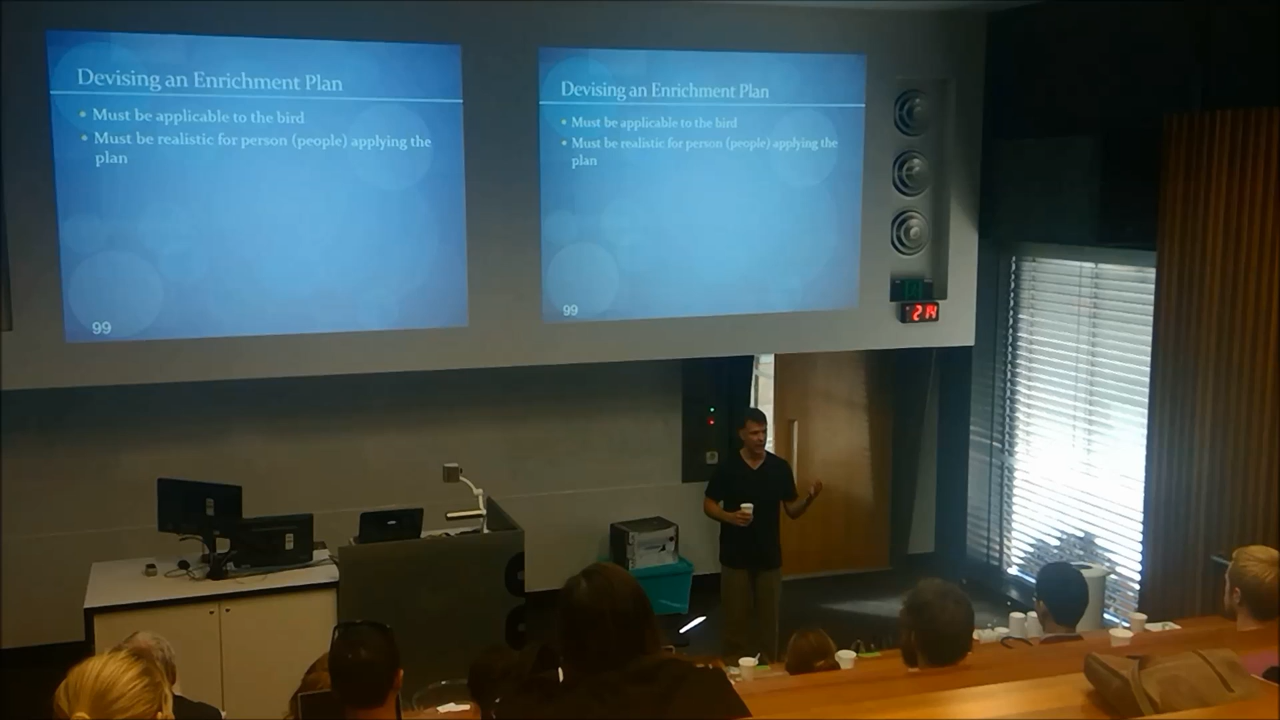 Devising an Enrichment Plan
• Must be applicable to the bird
• Must be realistic for person (people) applying the
plan
99
Devising an Enrichment Plan
• Must be applicable to the bird
• Must be realistic for person (people) applying the
plan
99
2 14